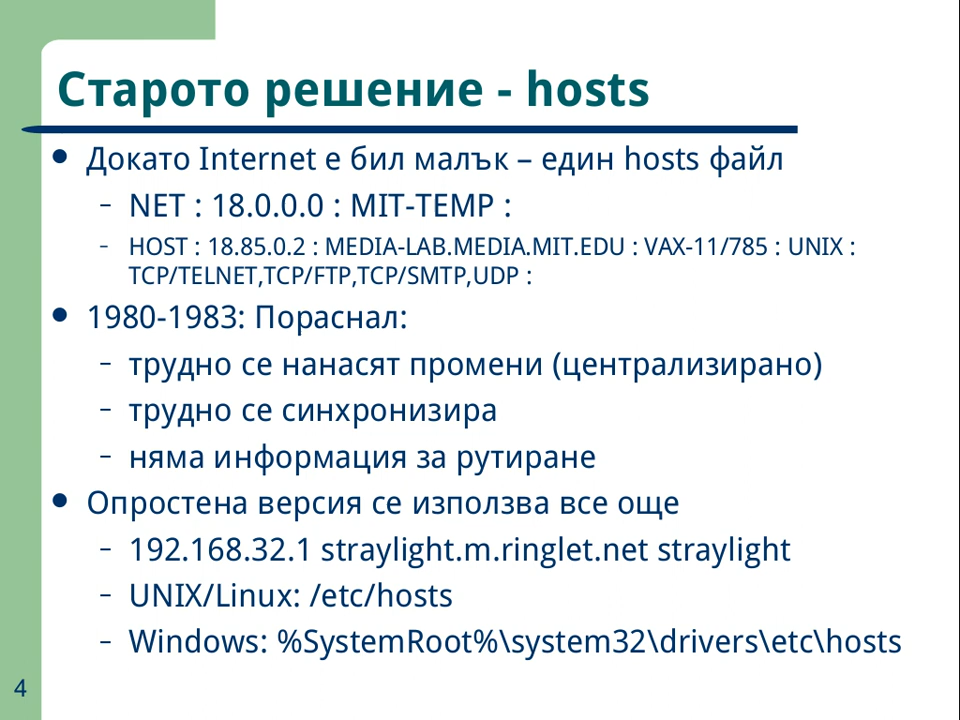 Старото решение - hosts
● Докато Internet е бил малък – един hosts файл
– NET : 18.0.0.0 : MIT-TEMP :
– HOST : 18.85.0.2 : MEDIA-LAB.MEDIA.MIT.EDU : VAX-11/785 : UNIX :
TCP/TELNET,TCP/FTP,TCP/SMTP,UDP :
● 1980-1983: Пораснал:
– трудно се нанасят промени (централизирано)
– трудно се синхронизира
– няма информация за рутиране
● Опростена версия се използва все още
– 192.168.32.1 straylight.m.ringlet.net straylight
– UNIX/Linux: /etc/hosts
– Windows: %SystemRoot%\system32\drivers\etc\hosts
4